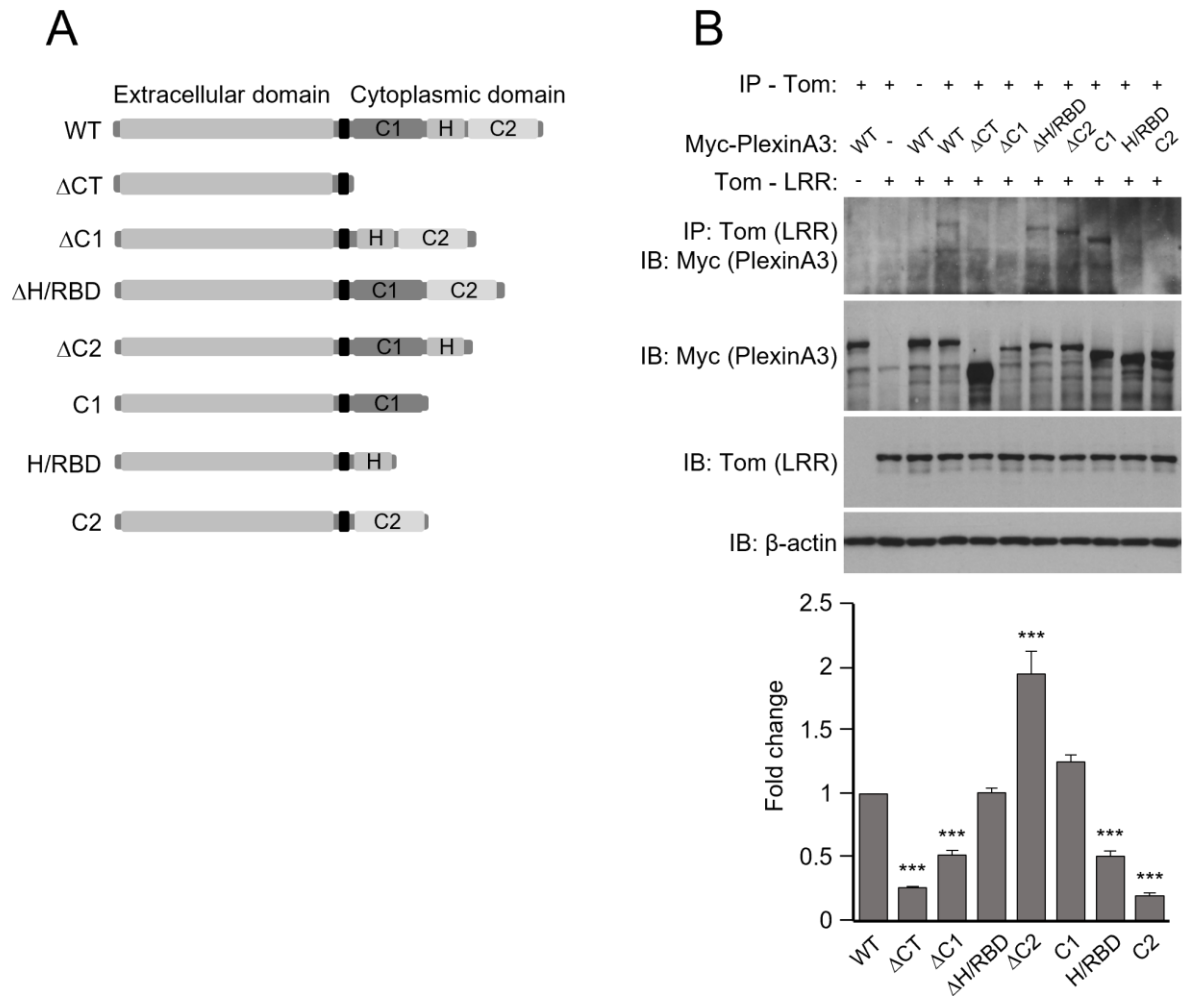 A
Extracellular domain Cytoplasmic domain
WT C1 H C2
ΔCT
ΔC1 H C2
ΔH/RBD C1 C2
ΔC2 C1 H
C1 C1
H/RBD H
C2 C2
B
IP - Tom: + + - + + + + + + + +
Myc-PlexinA3: WT - WT WT ΔCT ΔC1 ΔH/RBD ΔC2 C1 H/RBD C2
Tom - LRR: - + + + + + + + + + +
IP: Tom (LRR)
IB: Myc (PlexinA3)
IB: Myc (PlexinA3)
IB: Tom (LRR)
IB: β-actin
Fold change
2.5
2
1.5
1
0.5
0
*** *** *** *** ***
WT ΔCT ΔC1 ΔH/RBD ΔC2 C1 H/RBD C2